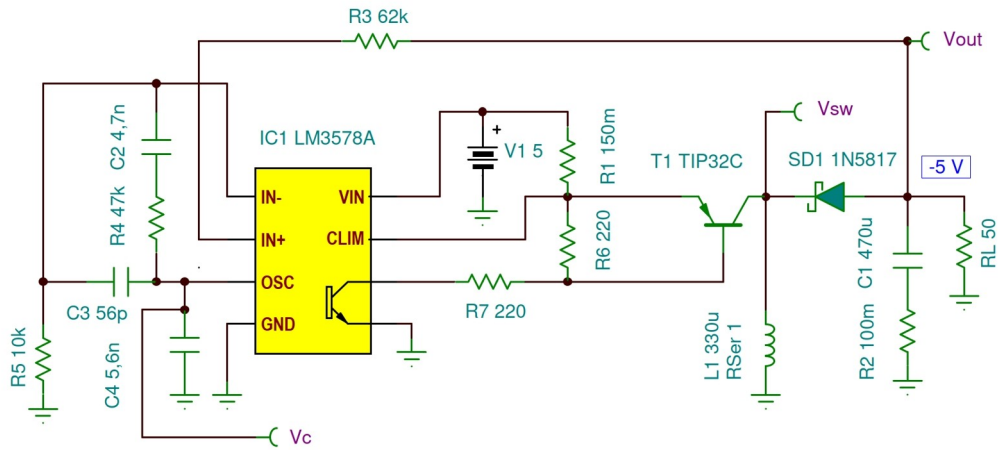 R3 62k
Vout
C2 4,7n
R4 47k
IC1 LM3578A
+
V1 5
R1 150m
Vsw
T1 TIP32C
SD1 1N5817
-5 V
IN-
VIN
IN+
CLIM
OSC
GND
R6 220
R7 220
C3 56p
R5 10k
C4 5,6n
L1 330u
RSer 1
C1 470u
R2 100m
RL 50
Vc